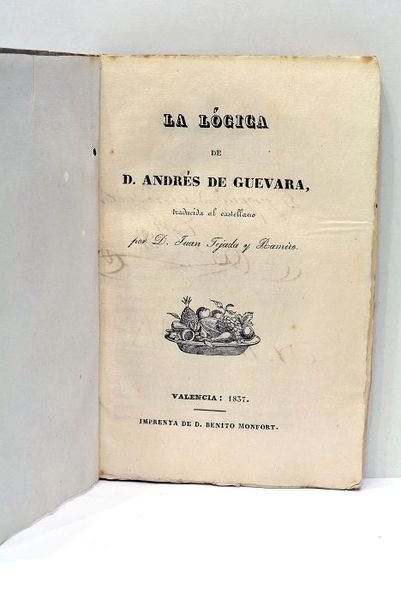 LA LÓGICA
DE
D. ANDRÉS DE GUEVARA,
traducida al castellano
por D. Juan Tejada y Ramiro.
VALENCIA: 1837.
IMPRENTA DE D. BENITO MONFORT.